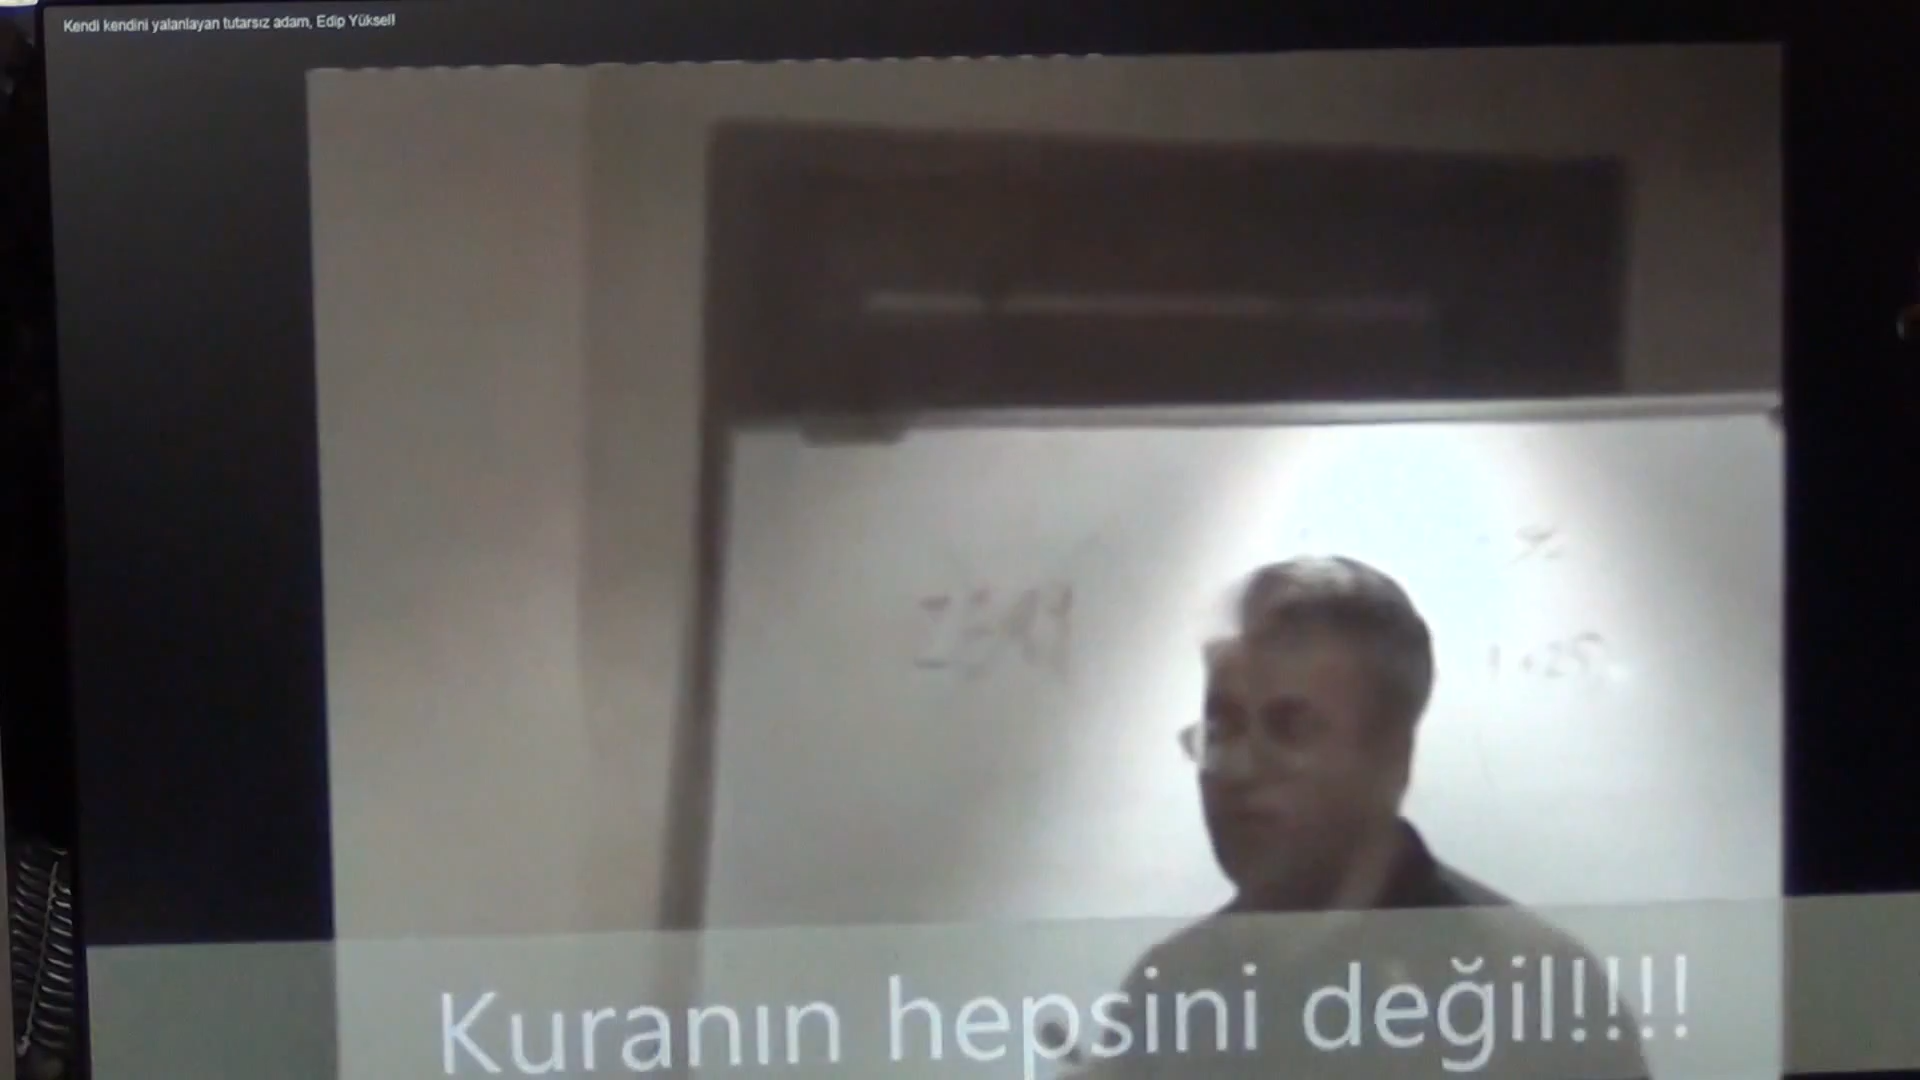 Kendi kendini yalanlayan tutarsız adam, Edip Yüksel!
Kuranın hepsini değil!!!!